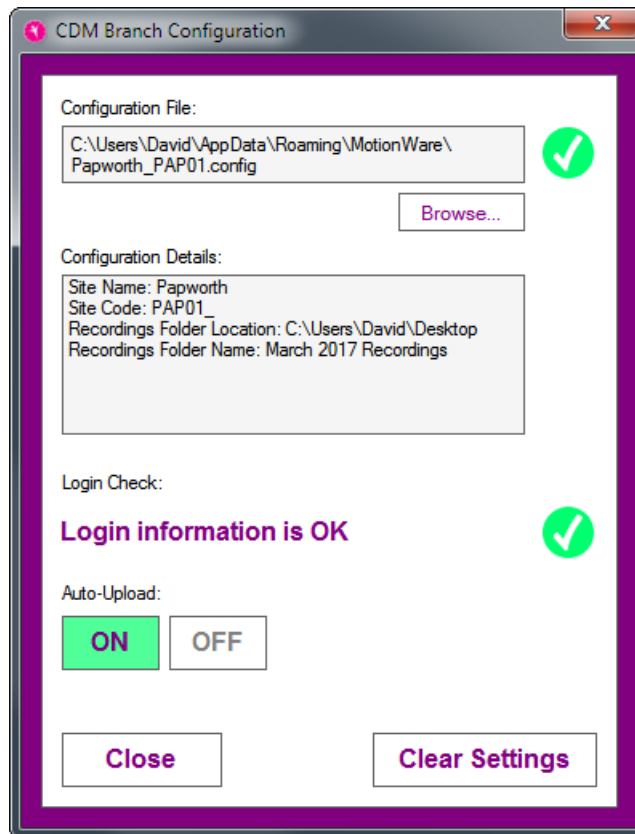 CDM Branch Configuration
Configuration File:
C:\Users\David\AppData\Roaming\MotionWare\
Papworth_PAP01.config
Browse...
Configuration Details:
Site Name: Papworth
Site Code: PAP01_
Recordings Folder Location: C:\Users\David\Desktop
Recordings Folder Name: March 2017 Recordings
Login Check:
Login information is OK
Auto-Upload:
ON OFF
Close Clear Settings